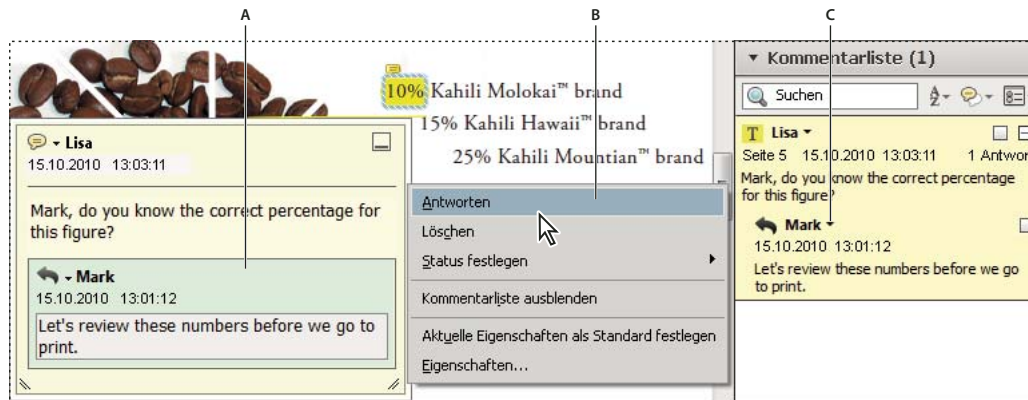 A
B
C
10% Kahili Molokai™ brand
15% Kahili Hawaii™ brand
25% Kahili Mountian™ brand
Lisa
15.10.2010 13:03:11
Mark, do you know the correct percentage for
this figure?
Mark
15.10.2010 13:01:12
Let's review these numbers before we go to
print.
Antworten
Löschen
Status festlegen
Kommentarliste ausblenden
Aktuelle Eigenschaften als Standard festlegen
Eigenschaften...
Kommentarliste (1)
Suchen
T Lisa
Seite 5 15.10.2010 13:03:11 1 Antwor
Mark, do you know the correct percentage
for this figure?
Mark
15.10.2010 13:01:12
Let's review these numbers before we go
to print.